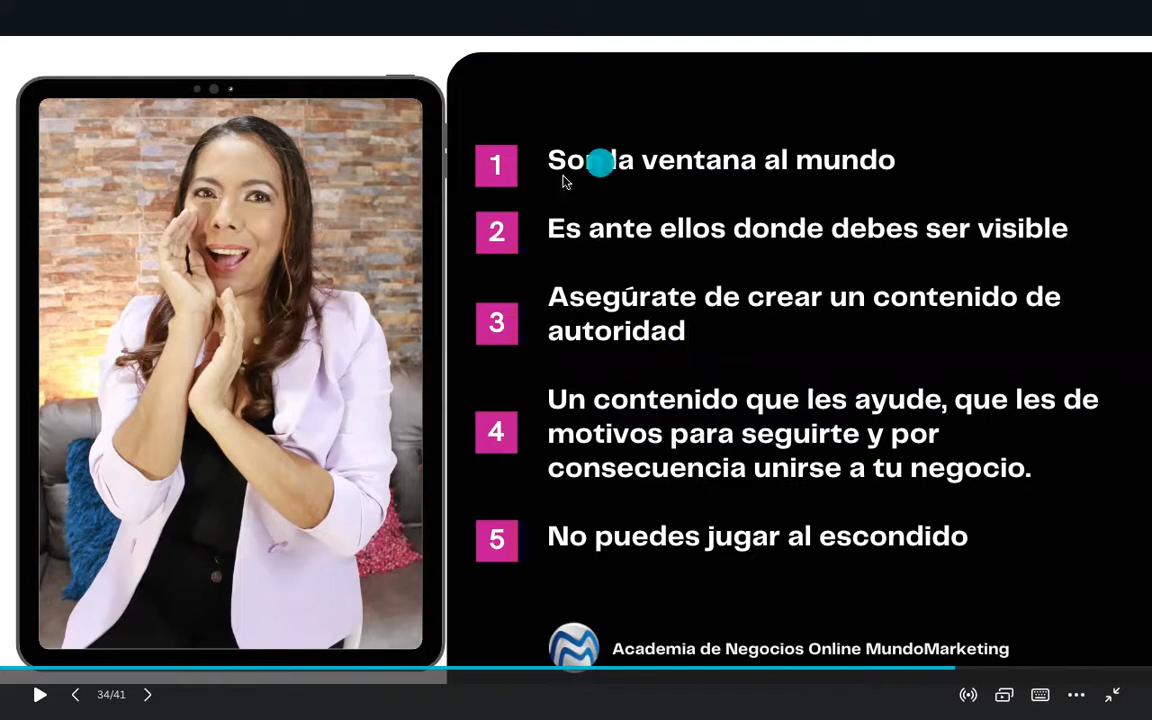 1
Son la ventana al mundo
2
Es ante ellos donde debes ser visible
3
Asegúrate de crear un contenido de
autoridad
4
Un contenido que les ayude, que les de
motivos para seguirte y por
consecuencia unirse a tu negocio.
5
No puedes jugar al escondido
Academia de Negocios Online MundoMarketing
34/41